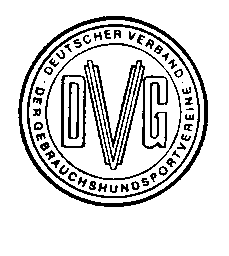 DEUTSCHER VERBAND
DER GEBRAUCHSHUNDSPORTVEREINE
DVG